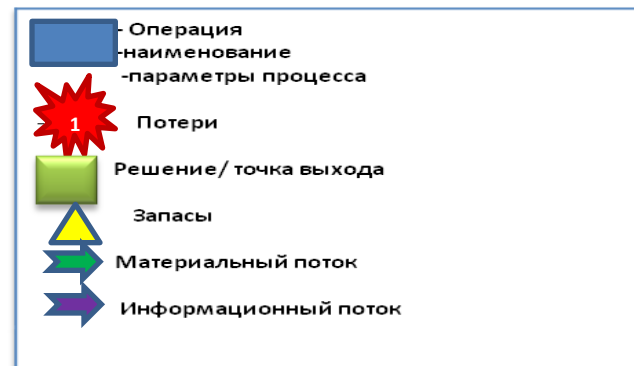 - Операция
-наименование
-параметры процесса
1 Потери
Решение/ точка выхода
Запасы
Материальный поток
Информационный поток